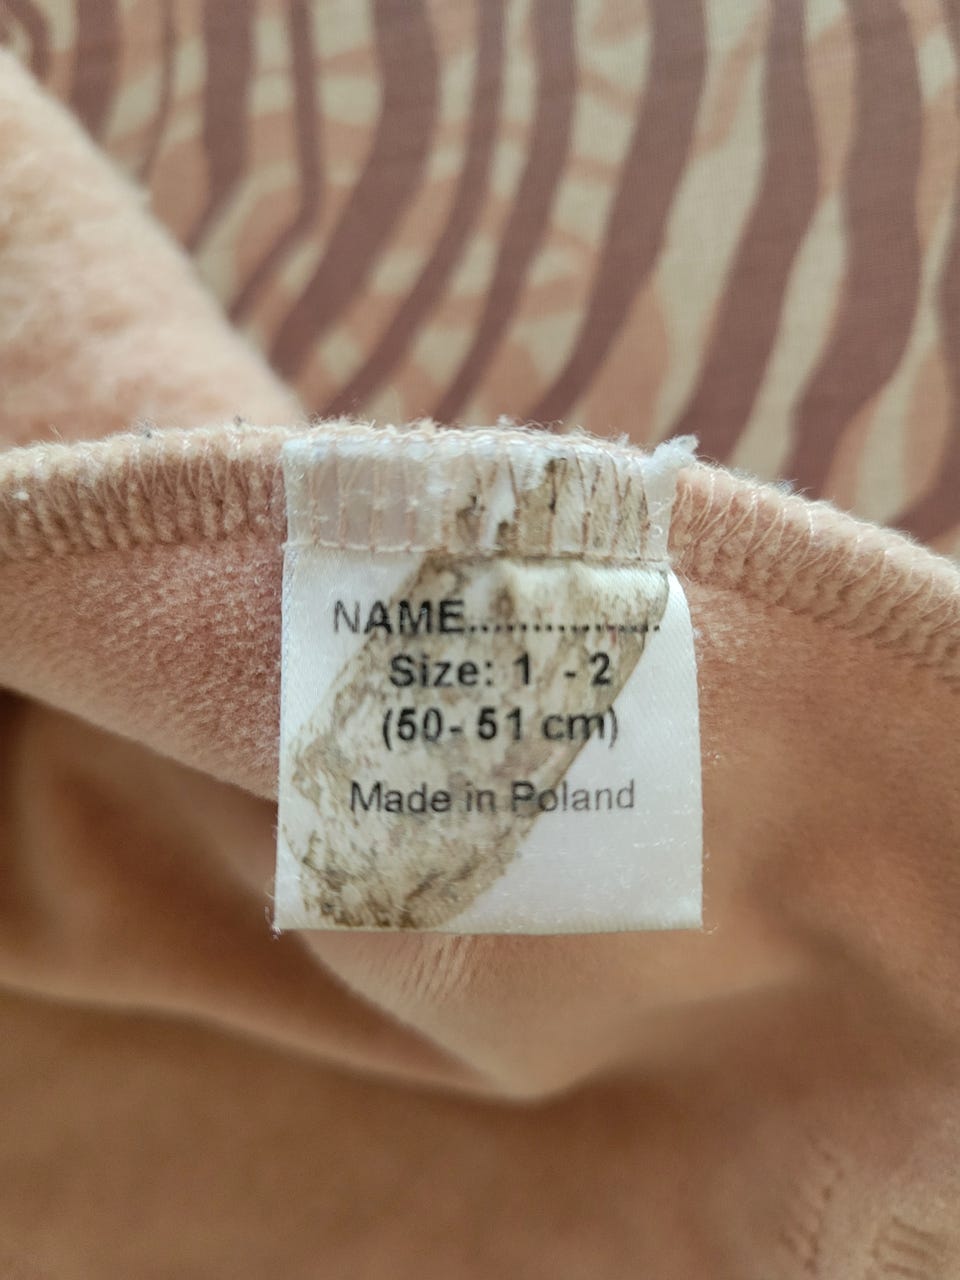 NAME.................
Size: 1 - 2
(50- 51 cm)
Made in Poland